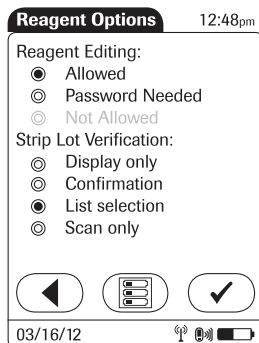 Reagent Options 12:48pm
Reagent Editing:
Allowed
Password Needed
Not Allowed
Strip Lot Verification:
Display only
Confirmation
List selection
Scan only
03/16/12